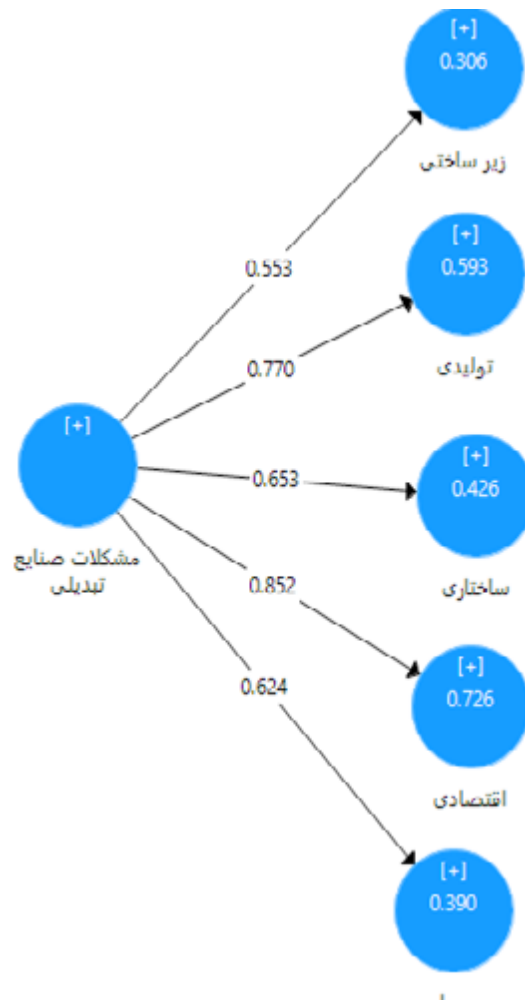 [+]
0.306
زیر ساختی
0.553
[+]
0.593
تولیدی
0.770
[+]
مشکلات صنایع
تبدیلی
0.653
[+]
0.426
ساختاری
0.852
[+]
0.726
اقتصادی
0.624
[+]
0.390